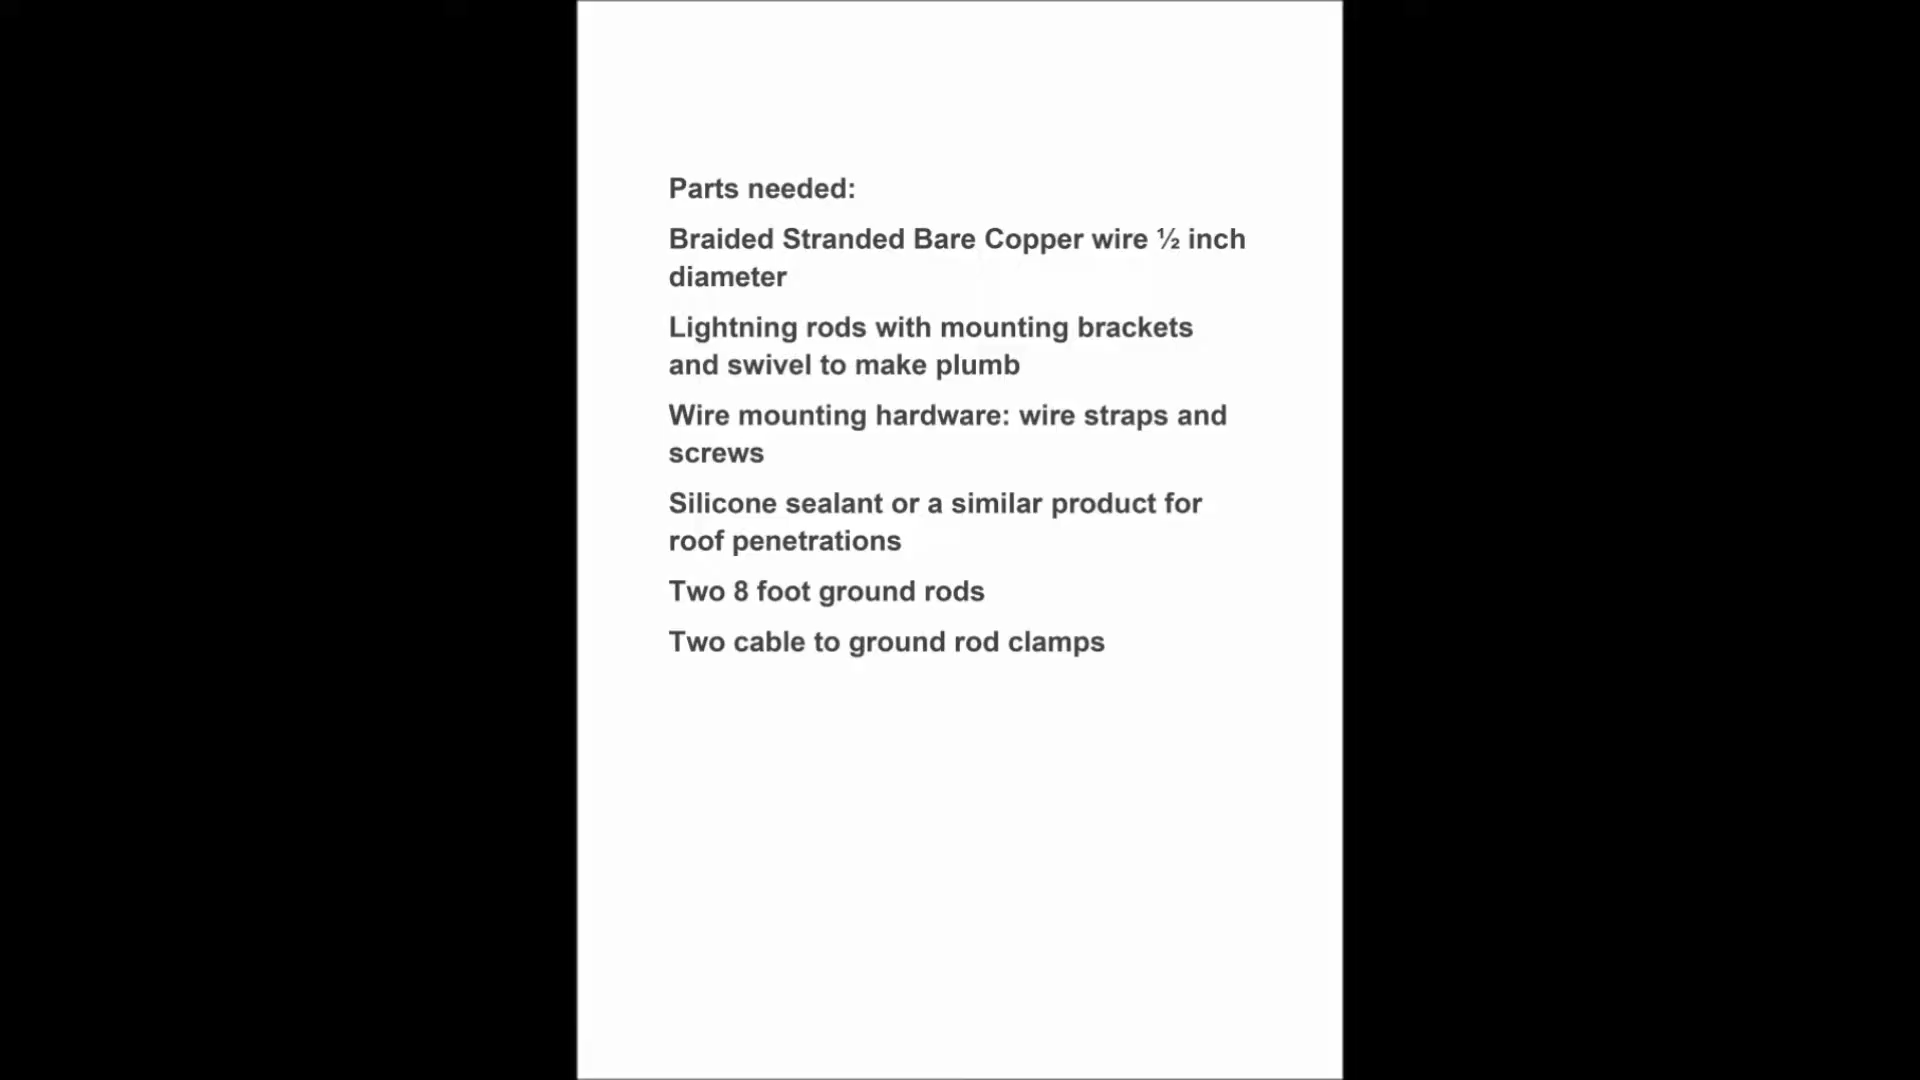 Parts needed:
Braided Stranded Bare Copper wire ½ inch
diameter
Lightning rods with mounting brackets
and swivel to make plumb
Wire mounting hardware: wire straps and
screws
Silicone sealant or a similar product for
roof penetrations
Two 8 foot ground rods
Two cable to ground rod clamps